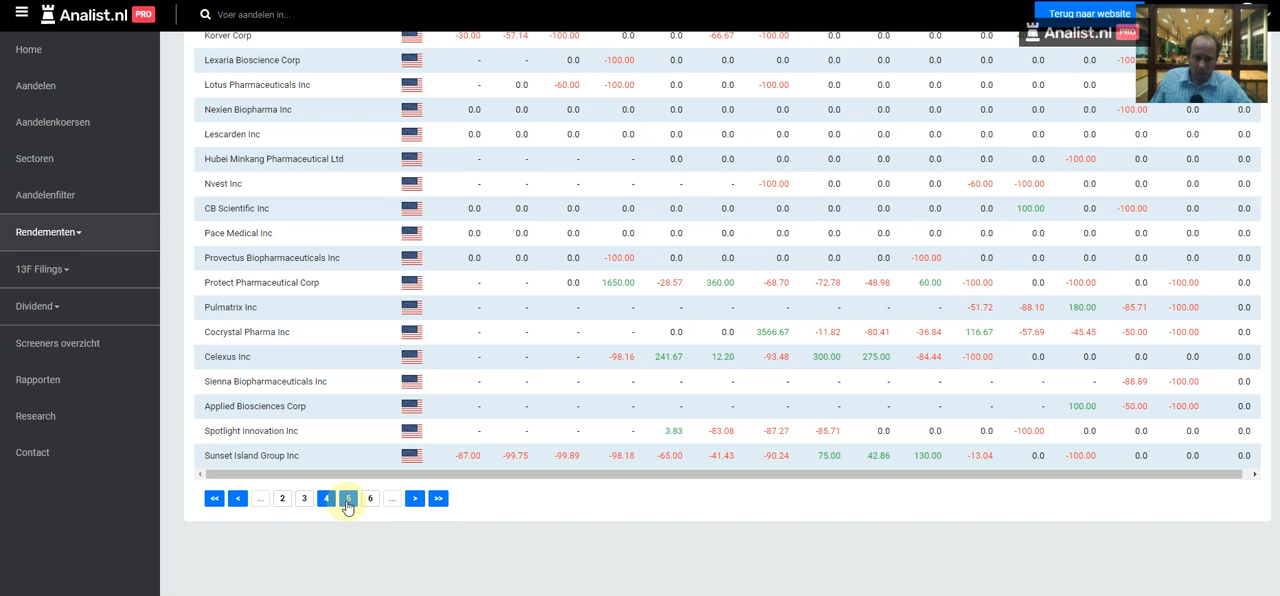 Analist.nl PRO
Voer aandelen in...
Terug naar website
Analist.nl PRO
Home
Aandelen
Aandelenkoersen
Sectoren
Aandelenfilter
Rendementen
13F Filings
Dividend
Screeners overzicht
Rapporten
Research
Contact
Korver Corp -30.00 -57.14 -100.00 0.0 0.0 -66.67 -100.00 0.0 0.0 0.0 0.0
Lexaria Bioscience Corp - - 0.0 -100.00 0.0 0.0 0.0 0.0 0.0 0.0 0.0 0.0 0.0
Lotus Pharmaceuticals Inc - 0.0 -60.00 -100.00 0.0 0.0 -100.00 0.0 0.0 0.0 0.0 0.0 0.0
Nexien Biopharma Inc 0.0 0.0 0.0 0.0 0.0 0.0 0.0 0.0 0.0 0.0 0.0 0.0 0.0 -100.00 0.0 0.0
Lescarden Inc 0.0 0.0 0.0 0.0 0.0 0.0 0.0 0.0 0.0 0.0 0.0 0.0 0.0 0.0 0.0 0.0
Hubei Minkang Pharmaceutical Ltd - - - - 0.0 0.0 0.0 0.0 0.0 0.0 0.0 0.0 -100.00 0.0 0.0 0.0
Nvest Inc - - - - - - -100.00 0.0 0.0 0.0 -60.00 -100.00 0.0 0.0 0.0 0.0
CB Scientific Inc 0.0 0.0 0.0 0.0 0.0 0.0 0.0 0.0 0.0 0.0 0.0 100.00 0.0 -100.00 0.0 0.0
Pace Medical Inc 0.0 0.0 0.0 0.0 0.0 0.0 0.0 0.0 0.0 0.0 0.0 0.0 0.0 0.0 0.0 0.0
Provectus Biopharmaceuticals Inc 0.0 0.0 0.0 -100.00 0.0 0.0 0.0 0.0 0.0 -100.00 0.0 0.0 0.0 0.0 0.0 0.0
Protect Pharmaceutical Corp - - 0.0 1650.00 -28.57 360.00 -68.70 -72.78 -48.98 60.00 -100.00 0.0 -100.00 0.0 -100.00 0.0
Pulmatrix Inc - - - - - - - - - - -51.72 -88.10 180.00 -85.71 -100.00 0.0
Cocrystal Pharma Inc - - - - 0.0 0.0 3566.67 -11.82 -80.41 -36.84 116.67 -57.69 -45.45 -50.00 -100.00 0.0
Celexus Inc - - - -98.16 241.67 12.20 -93.48 300.00 275.00 -84.44 -100.00 0.0 0.0 0.0 0.0 0.0
Sienna Biopharmaceuticals Inc - - - - - - - - - - - - - -88.89 -100.00 0.0
Applied Biosciences Corp - - - - - - - - - - - - 100.00 -50.00 -100.00 0.0
Spotlight Innovation Inc - - - - 3.83 -83.08 -87.27 -85.71 0.0 0.0 0.0 -100.00 0.0 0.0 0.0 0.0
Sunset Island Group Inc -87.00 -99.75 -99.89 -98.18 -65.00 -41.43 -90.24 75.00 42.86 130.00 -13.04 0.0 -100.00 0.0 0.0 0.0
<< < ... 2 3 4 5 6 ... > >>